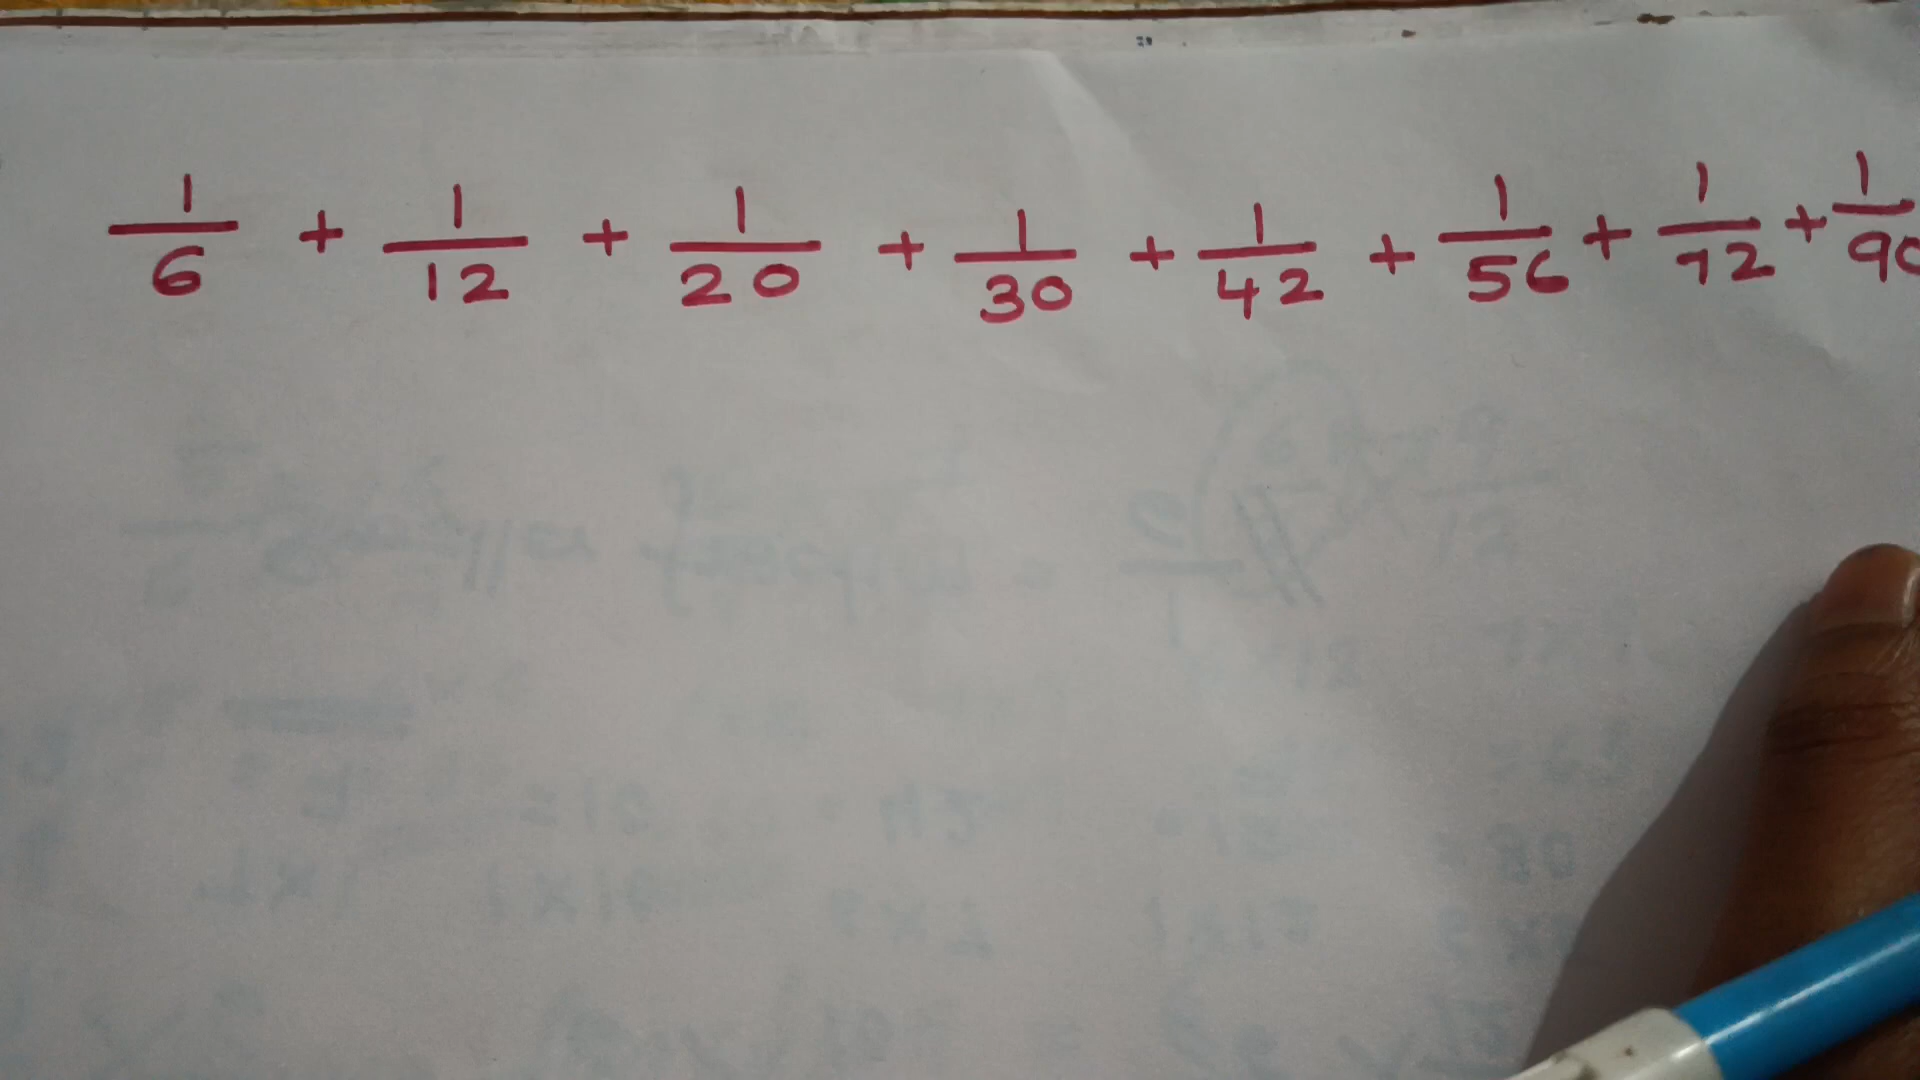 1/6 + 1/12 + 1/20 + 1/30 + 1/42 + 1/56 + 1/72 + 1/90